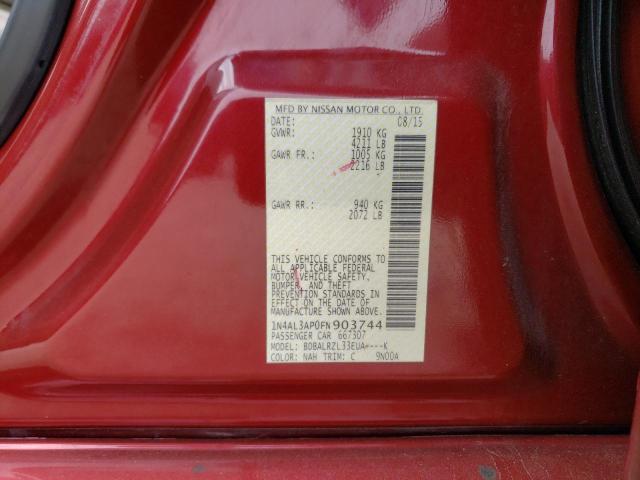 MFD BY NISSAN MOTOR CO., LTD.
DATE: 08/15
GVWR: 1910 KG
4211 LB
GAWR FR.: 1005 KG
2216 LB
GAWR RR.: 940 KG
2072 LB
THIS VEHICLE CONFORMS TO
ALL APPLICABLE FEDERAL
MOTOR VEHICLE SAFETY,
BUMPER, AND THEFT
PREVENTION STANDARDS IN
EFFECT ON THE DATE OF
MANUFACTURE SHOWN ABOVE.
1N4AL3AP0FN903744
PASSENGER CAR 667507
MODEL: BDBALRZL33EUA-----K
COLOR: NAH TRIM: C 9N00A